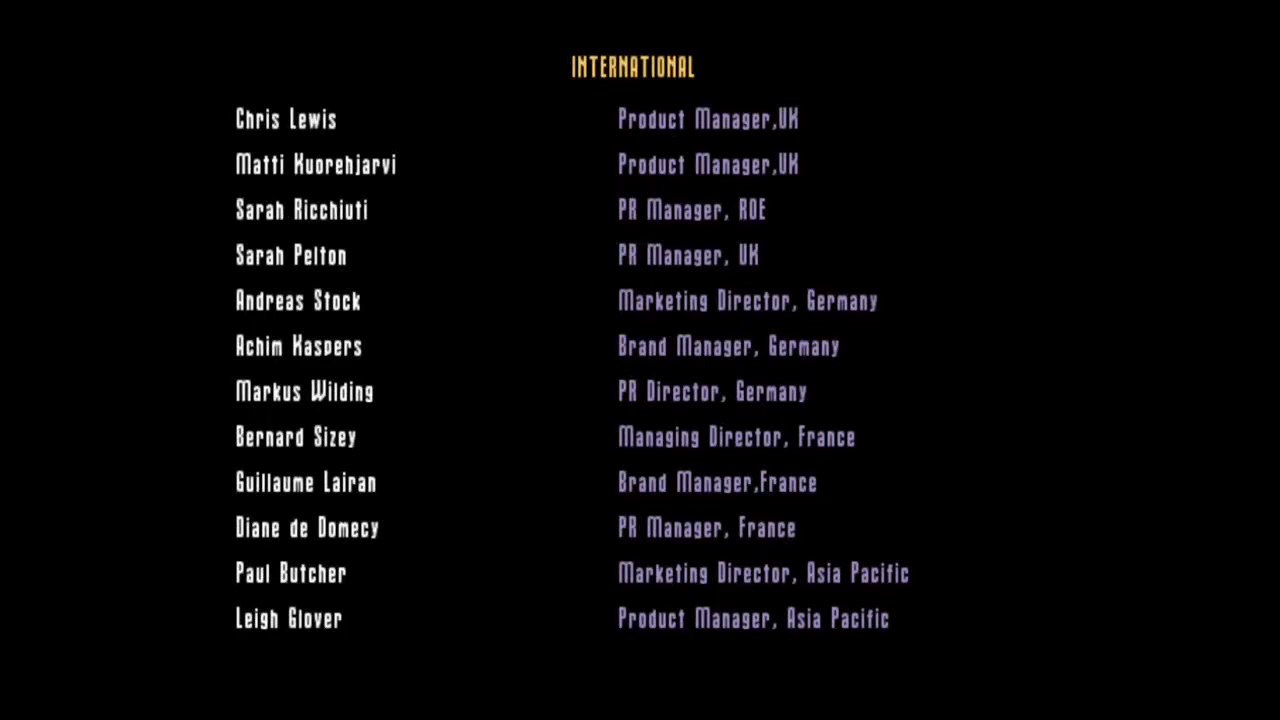 INTERNATIONAL
Chris Lewis Product Manager,UK
Matti Kuorehjarvi Product Manager,UK
Sarah Ricchiuti PR Manager, ROE
Sarah Pelton PR Manager, UK
Andreas Stock Marketing Director, Germany
Achim Kaspers Brand Manager, Germany
Markus Wilding PR Director, Germany
Bernard Sizey Managing Director, France
Guillaume Lairan Brand Manager,France
Diane de Domecy PR Manager, France
Paul Butcher Marketing Director, Asia Pacific
Leigh Glover Product Manager, Asia Pacific